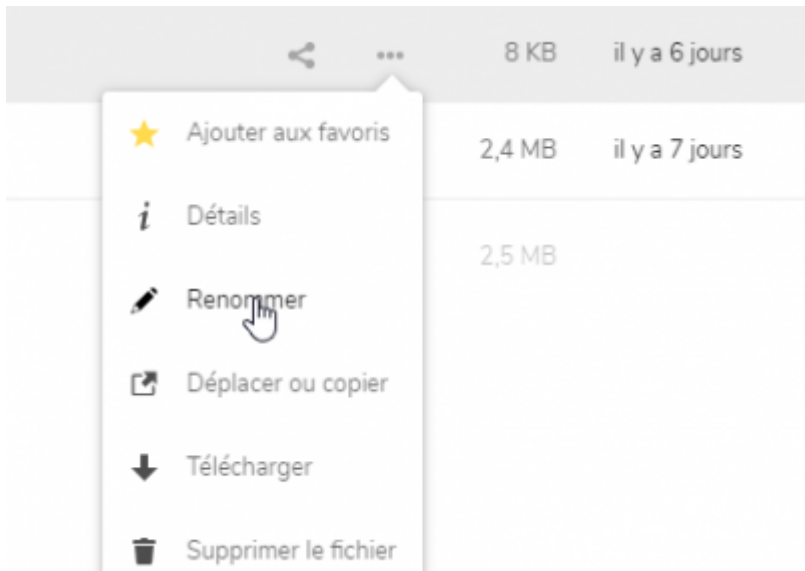 8 KB il y a 6 jours
Ajouter aux favoris
2,4 MB il y a 7 jours
Détails
2,5 MB
Renommer
Déplacer ou copier
Télécharger
Supprimer le fichier